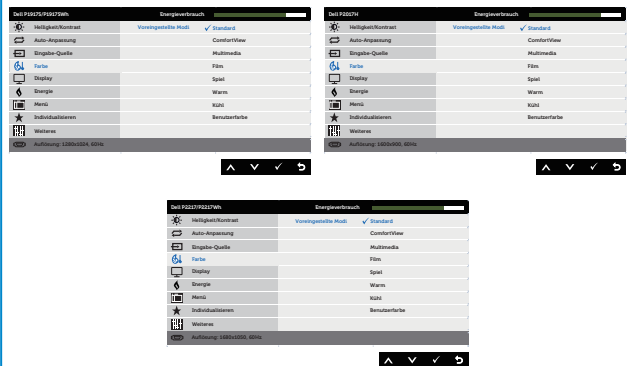 Dell P1917S/P1917SWh Energieverbrauch
Helligkeit/Kontrast Voreingestellte Modi ✓ Standard
Auto-Anpassung ComfortView
Eingabe-Quelle Multimedia
Farbe Film
Display Spiel
Energie Warm
Menü Kühl
Individualisieren Benutzerfarbe
Weiteres
Auflösung: 1280x1024, 60Hz
Dell P2017H Energieverbrauch
Helligkeit/Kontrast Voreingestellte Modi ✓ Standard
Auto-Anpassung ComfortView
Eingabe-Quelle Multimedia
Farbe Film
Display Spiel
Energie Warm
Menü Kühl
Individualisieren Benutzerfarbe
Weiteres
Auflösung: 1600x900, 60Hz
Dell P2217/P2217Wh Energieverbrauch
Helligkeit/Kontrast Voreingestellte Modi ✓ Standard
Auto-Anpassung ComfortView
Eingabe-Quelle Multimedia
Farbe Film
Display Spiel
Energie Warm
Menü Kühl
Individualisieren Benutzerfarbe
Weiteres
Auflösung: 1680x1050, 60Hz